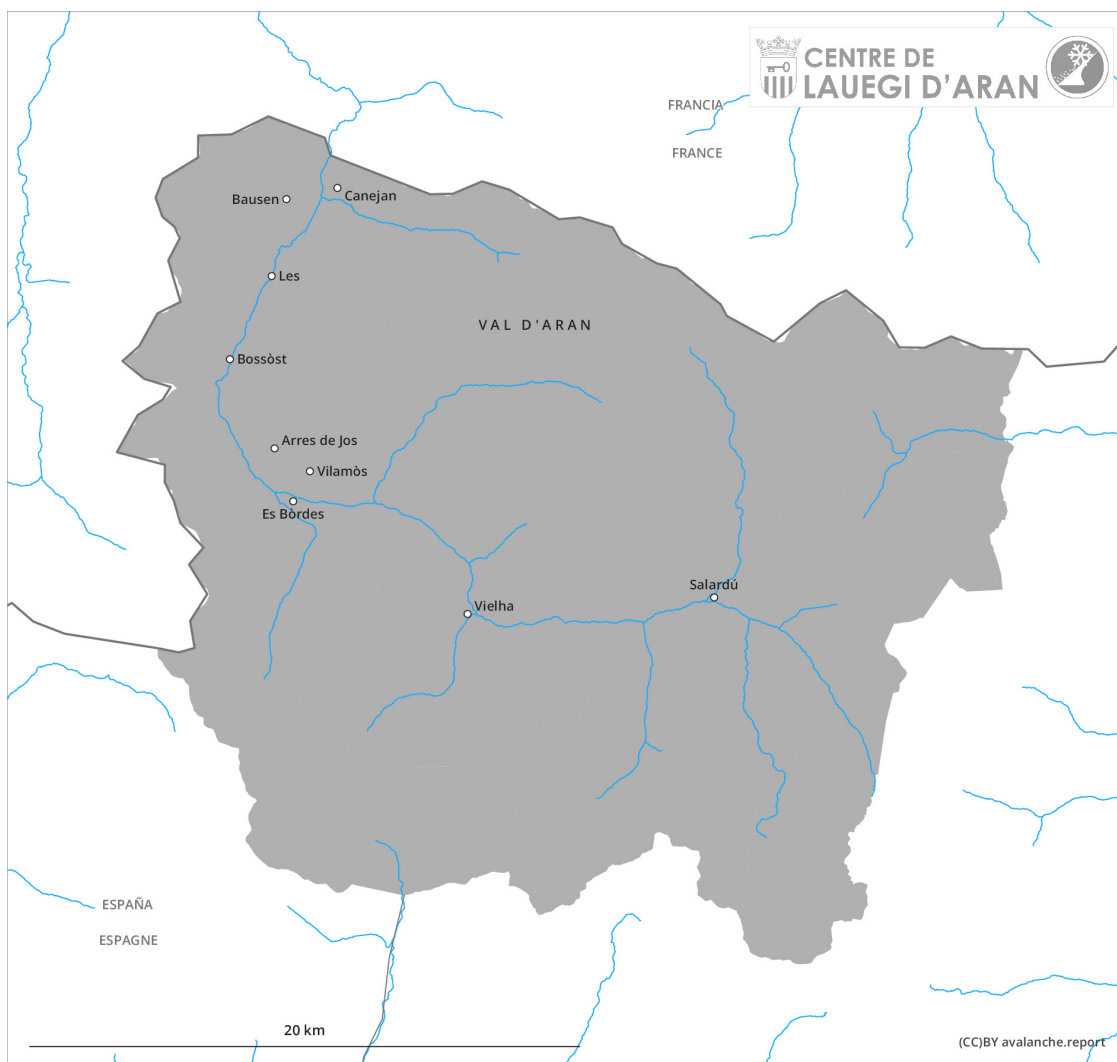 CENTRE DE
LAUEGI D'ARAN
FRANCIA
FRANCE
Bausen
Canejan
Les
VAL D'ARAN
Bossòst
Arres de Jos
Vilamòs
Es Bòrdes
Salardú
Vielha
ESPAÑA
ESPAGNE
20 km
(CC)BY avalanche.report